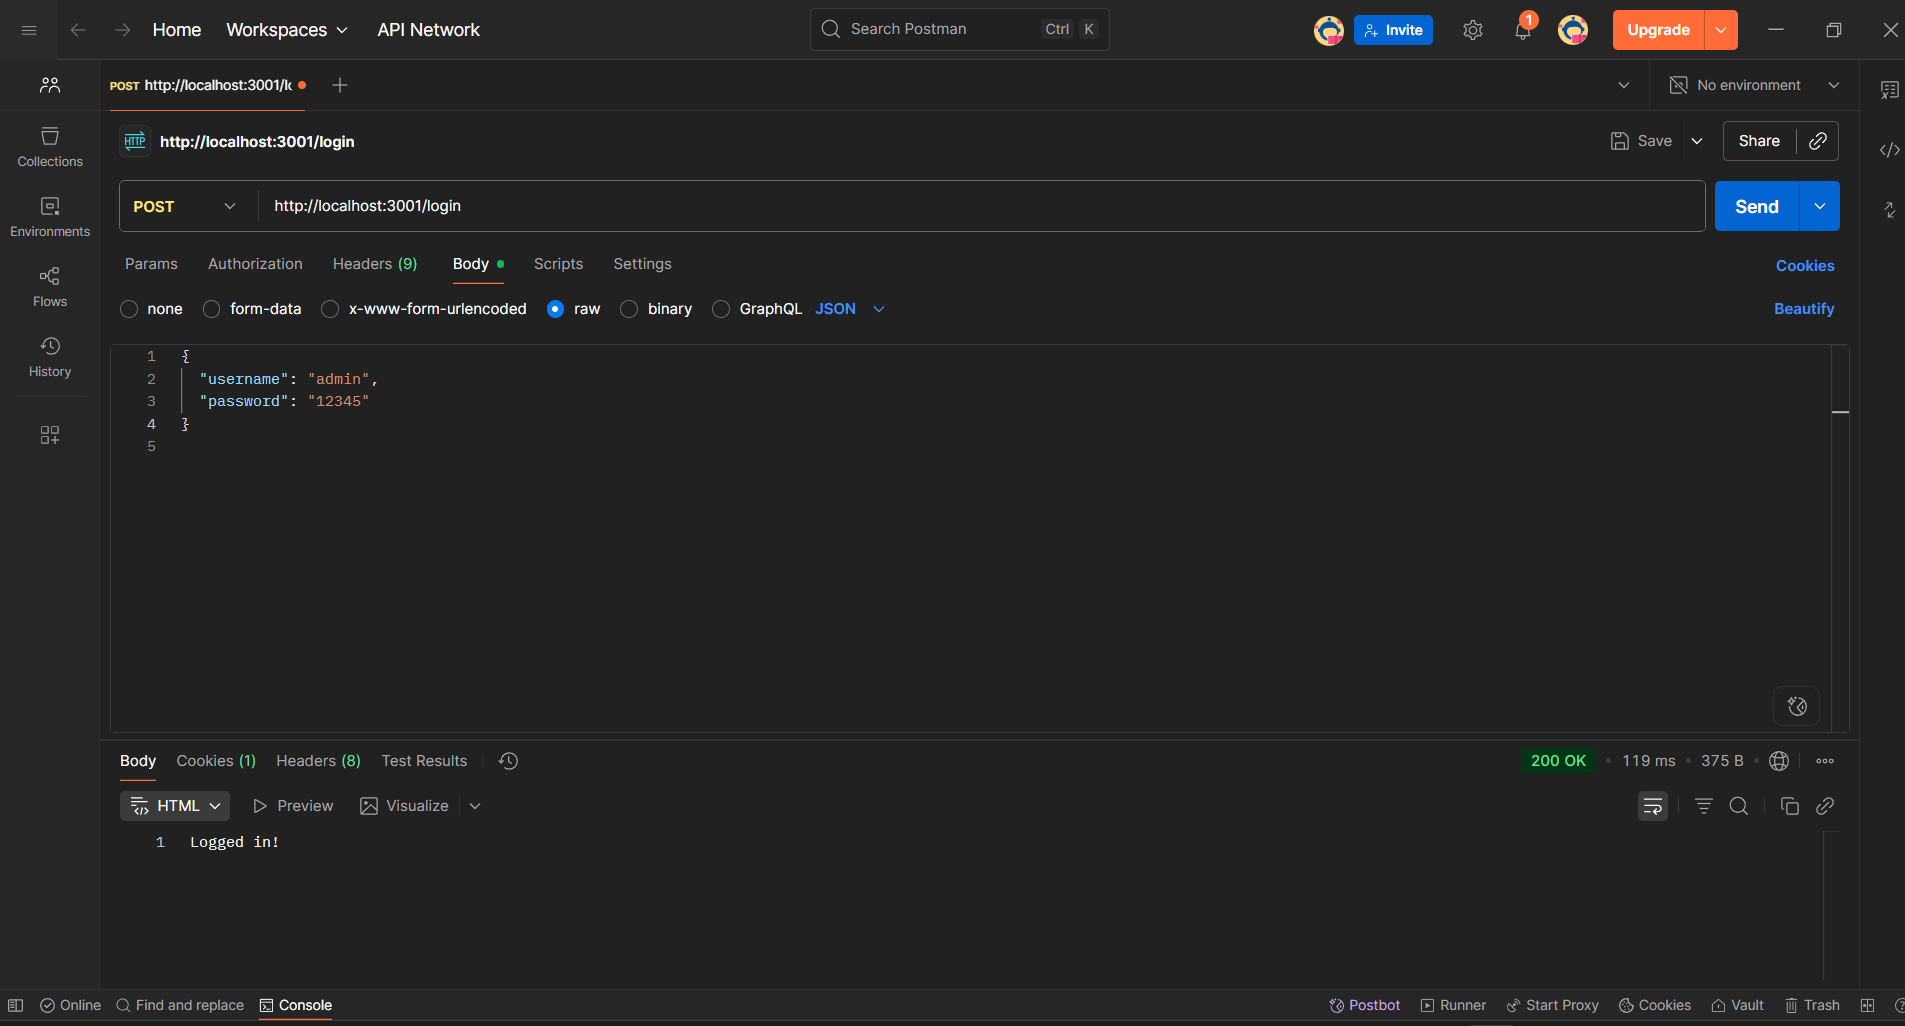 Home Workspaces API Network Search Postman Ctrl K Invite 1 Upgrade
POST http://localhost:3001/lo No environment
HTTP http://localhost:3001/login Save Share
Collections
POST http://localhost:3001/login Send
Environments
Params Authorization Headers (9) Body Scripts Settings Cookies
Flows
none form-data x-www-form-urlencoded raw binary GraphQL JSON Beautify
History
1 {
2 "username": "admin",
3 "password": "12345"
4 }
5
Body Cookies (1) Headers (8) Test Results 200 OK • 119 ms • 375 B •
HTML Preview Visualize
1 Logged in!
Online Find and replace Console Postbot Runner Start Proxy Cookies Vault Trash